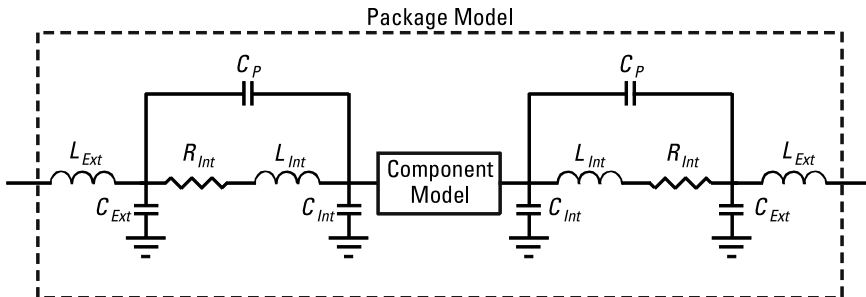 Package Model
C_P
C_P
L_Ext
R_Int
L_Int
Component
Model
L_Int
R_Int
L_Ext
C_Ext
C_Int
C_Int
C_Ext